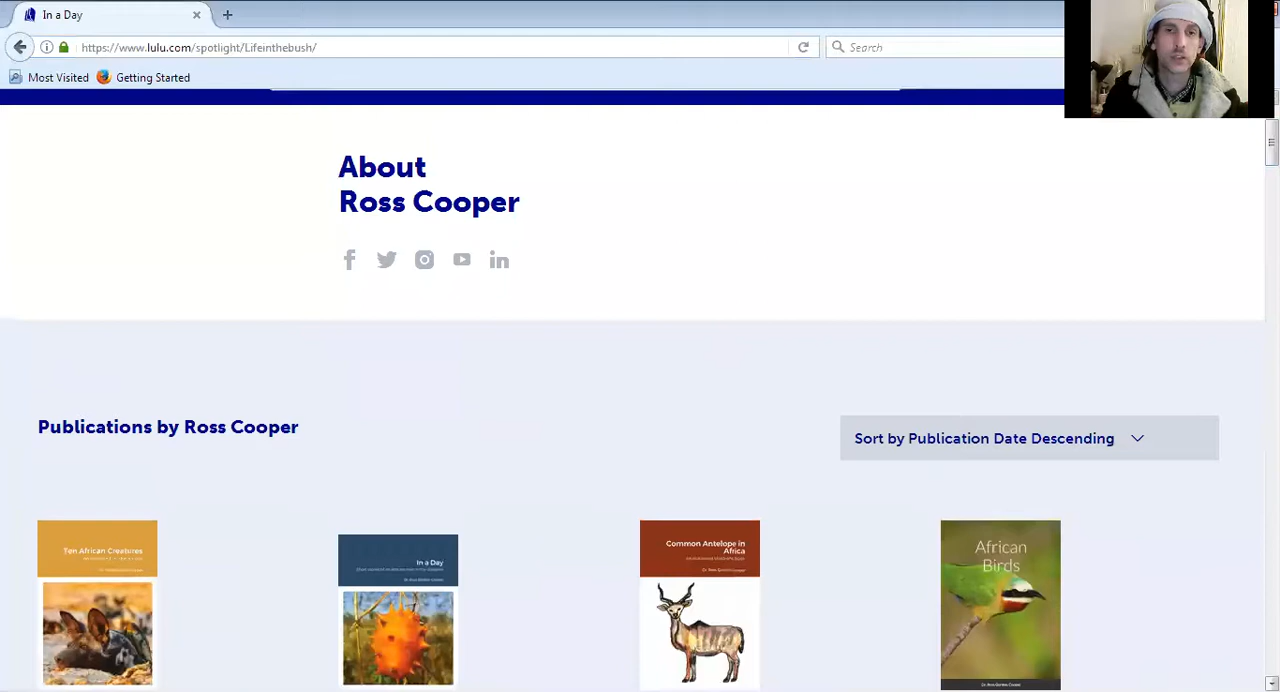 In a Day
https://www.lulu.com/spotlight/Lifeinthebush/
Search
Most Visited
Getting Started
About
Ross Cooper
Publications by Ross Cooper
Sort by Publication Date Descending
Ten African Creatures
In a Day
Common Antelope in
Africa
African
Birds